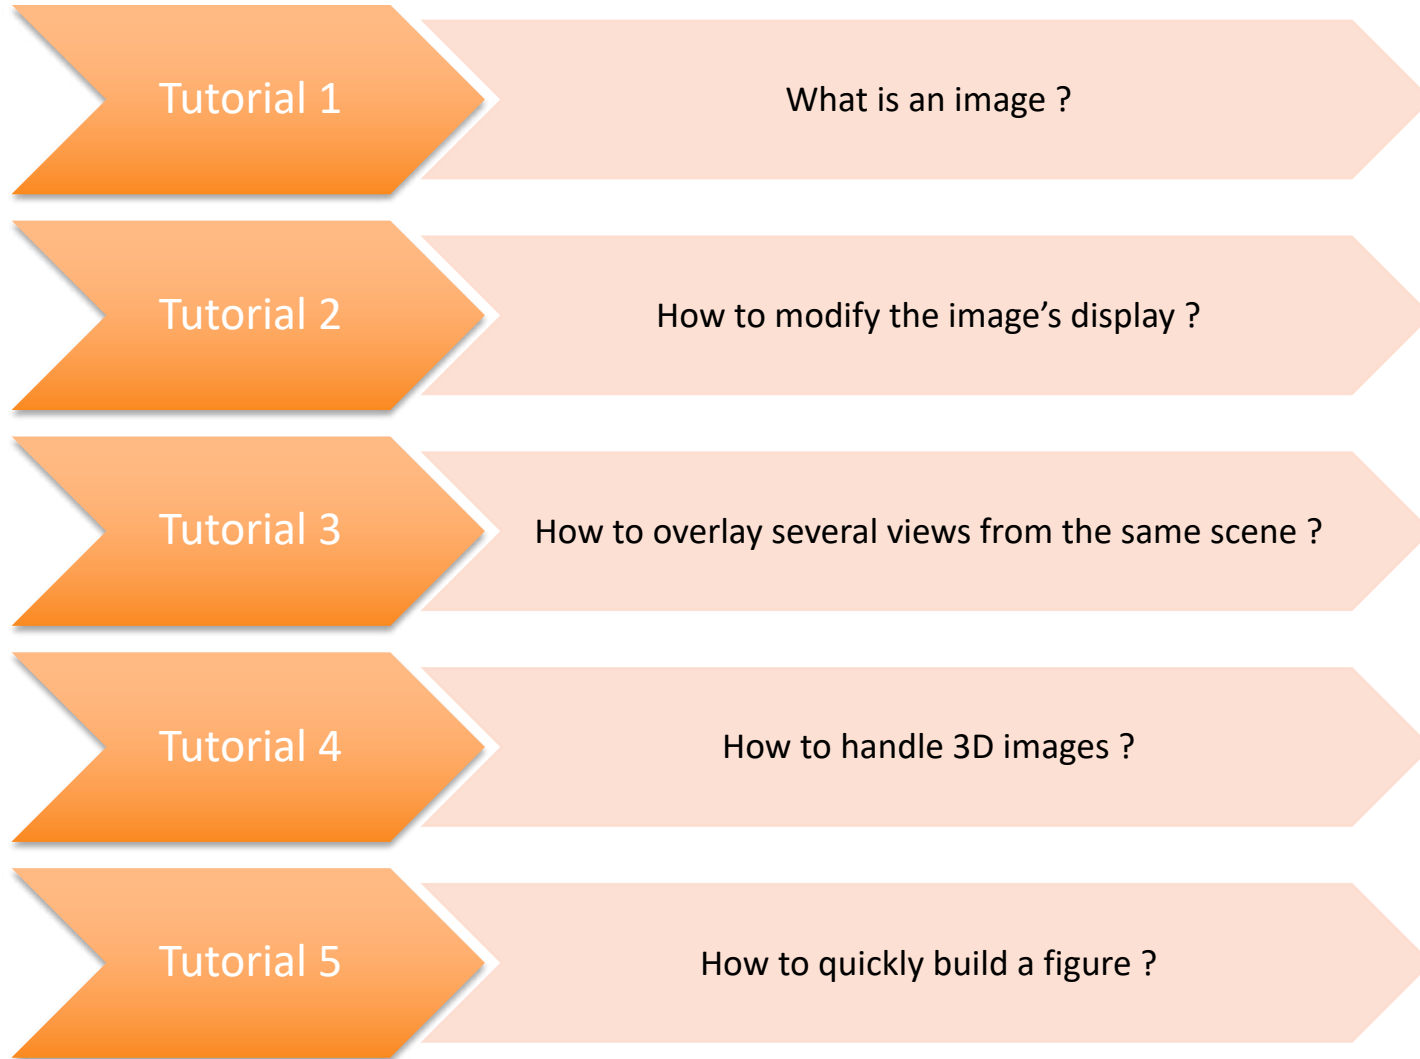 Tutorial 1
What is an image ?
Tutorial 2
How to modify the image’s display ?
Tutorial 3
How to overlay several views from the same scene ?
Tutorial 4
How to handle 3D images ?
Tutorial 5
How to quickly build a figure ?